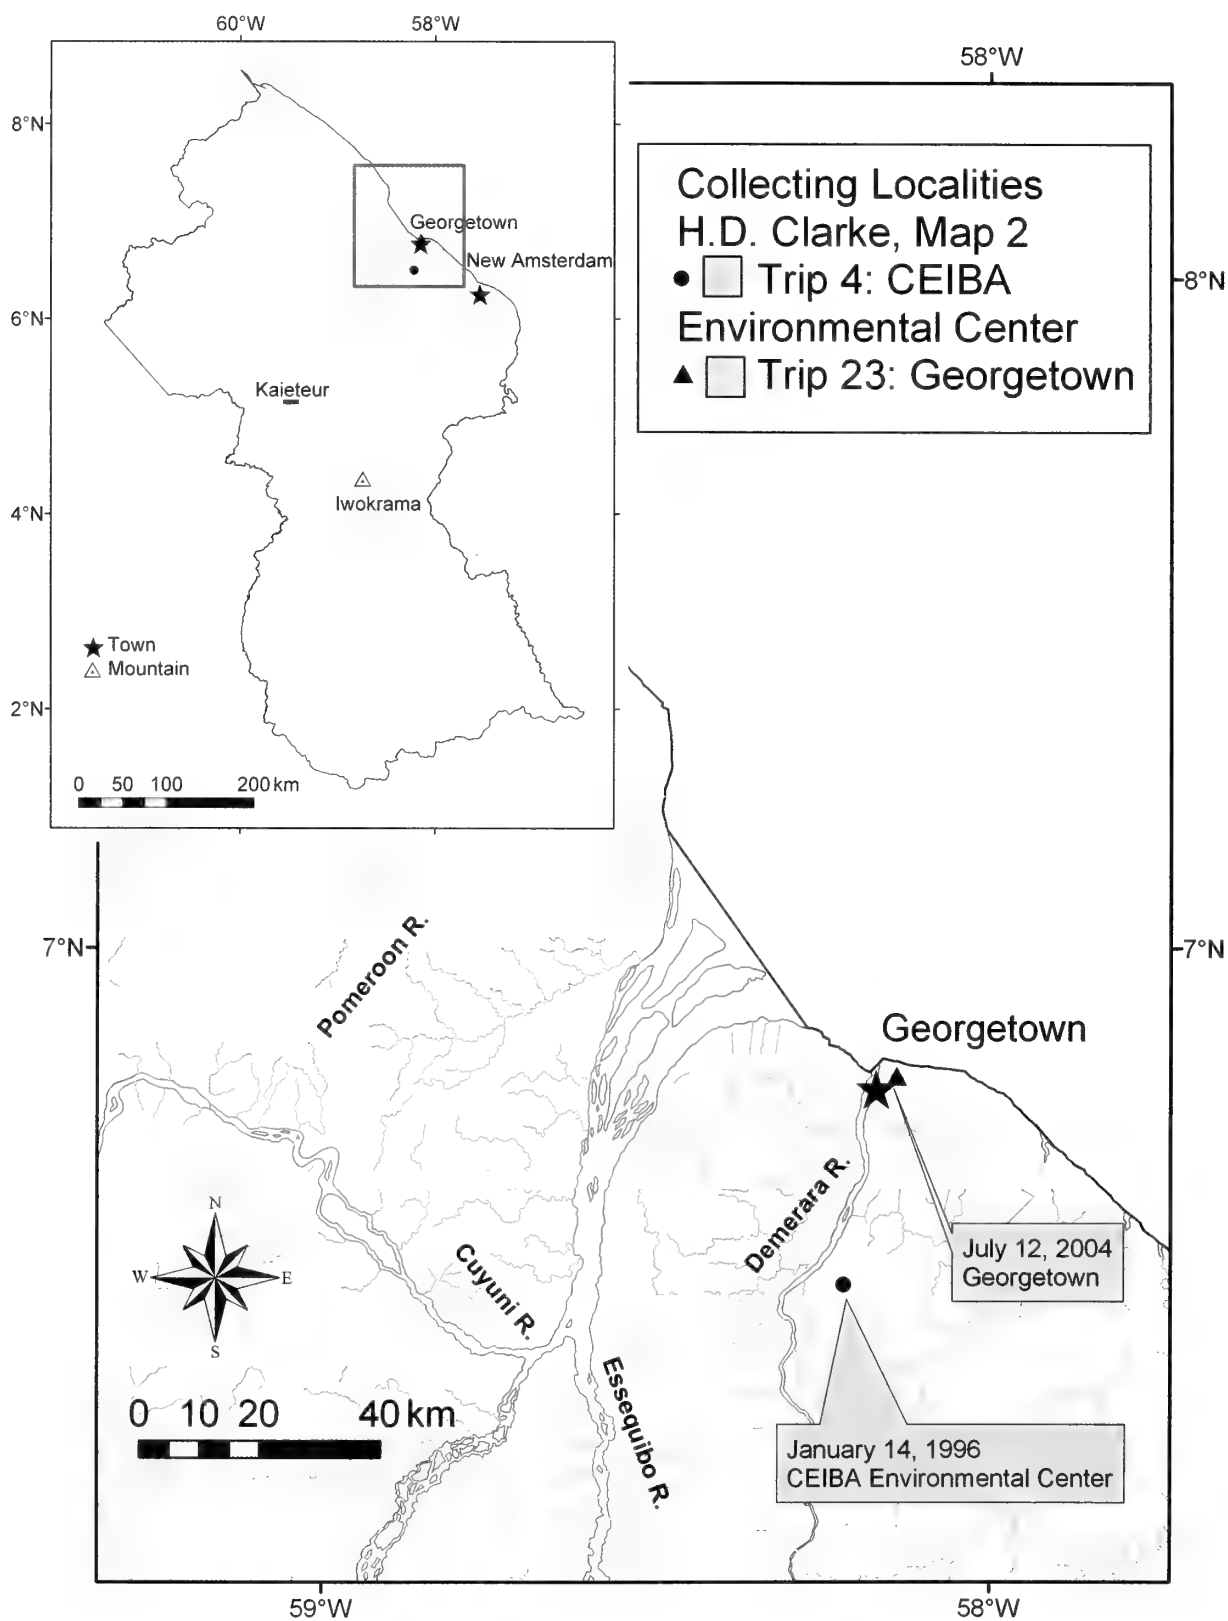 60°W
58°W
8°N
6°N
4°N
2°N
Georgetown
New Amsterdam
Kaieteur
Iwokrama
Town
Mountain
0 50 100 200 km
58°W
Collecting Localities
H.D. Clarke, Map 2
Trip 4: CEIBA
Environmental Center
Trip 23: Georgetown
8°N
7°N
7°N
Pomeroon R.
Georgetown
Demerara R.
Cuyuni R.
Essequibo R.
July 12, 2004
Georgetown
January 14, 1996
CEIBA Environmental Center
N
W E
S
0 10 20 40 km
59°W
58°W